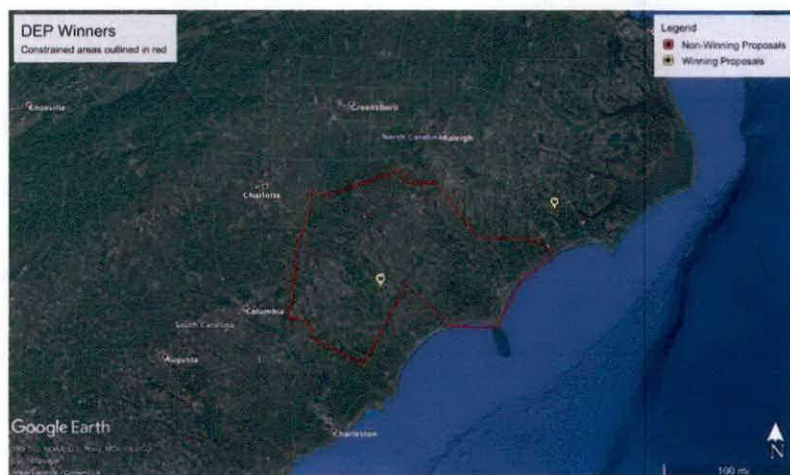 DEP Winners
Constrained areas outlined in red
Legend
Non-Winning Proposals
Winning Proposals
Knoxville
Greensboro
North Carolina
Raleigh
Charlotte
Columbia
South Carolina
Augusta
Charleston
Google Earth
N
100 mi